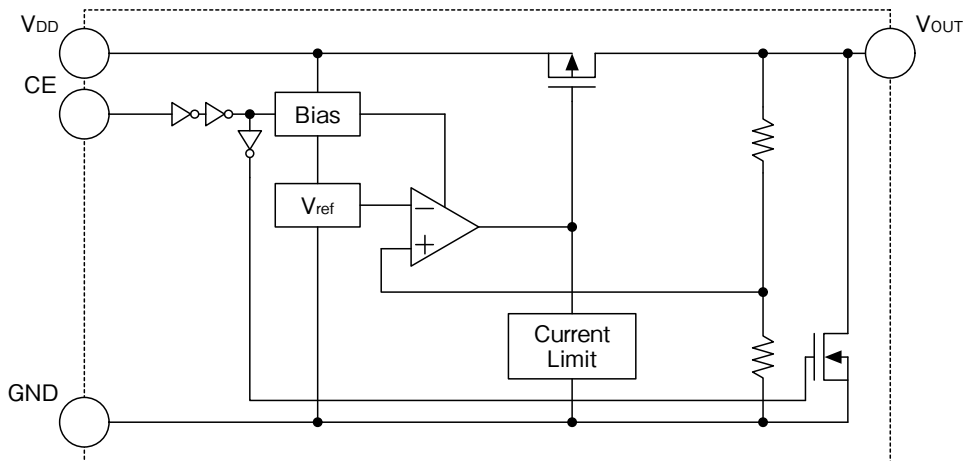 VDD
VOUT
CE
Bias
Vref
−
+
Current
Limit
GND